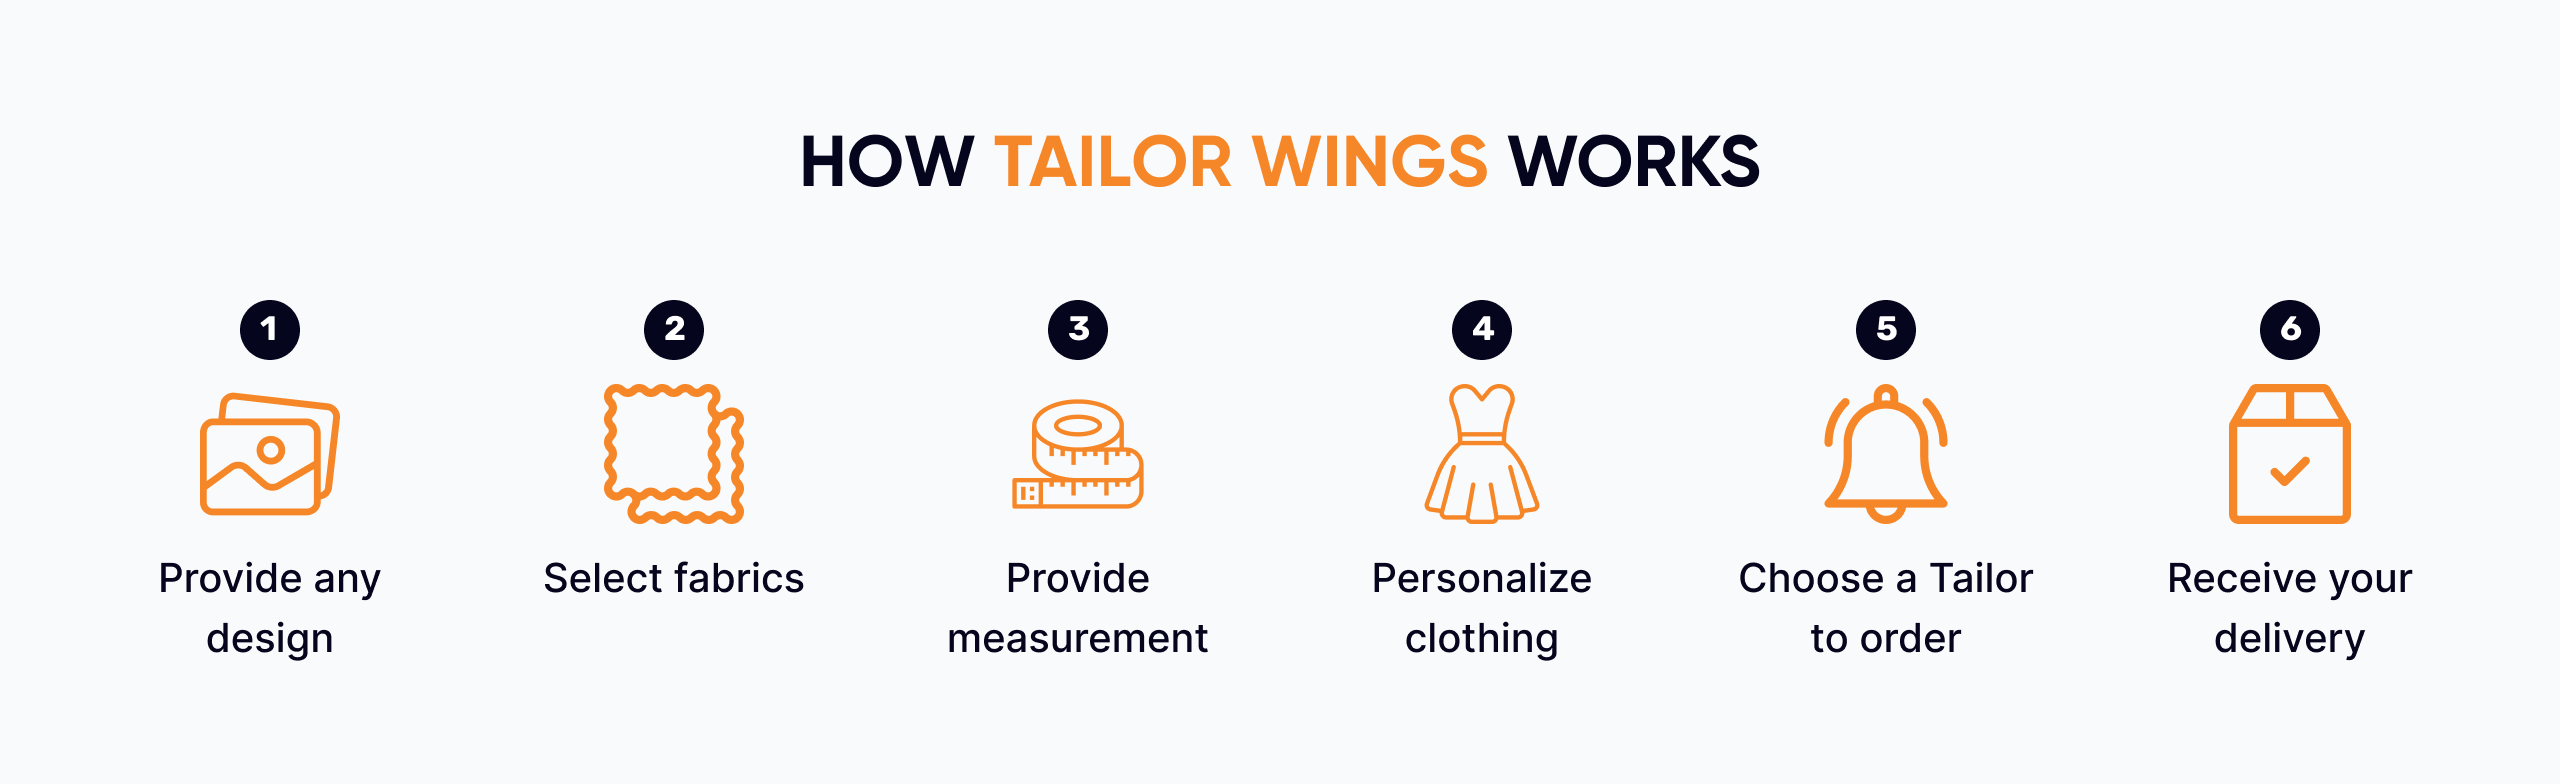 HOW TAILOR WINGS WORKS
1
2
3
4
5
6
Provide any
design
Select fabrics
Provide
measurement
Personalize
clothing
Choose a Tailor
to order
Receive your
delivery